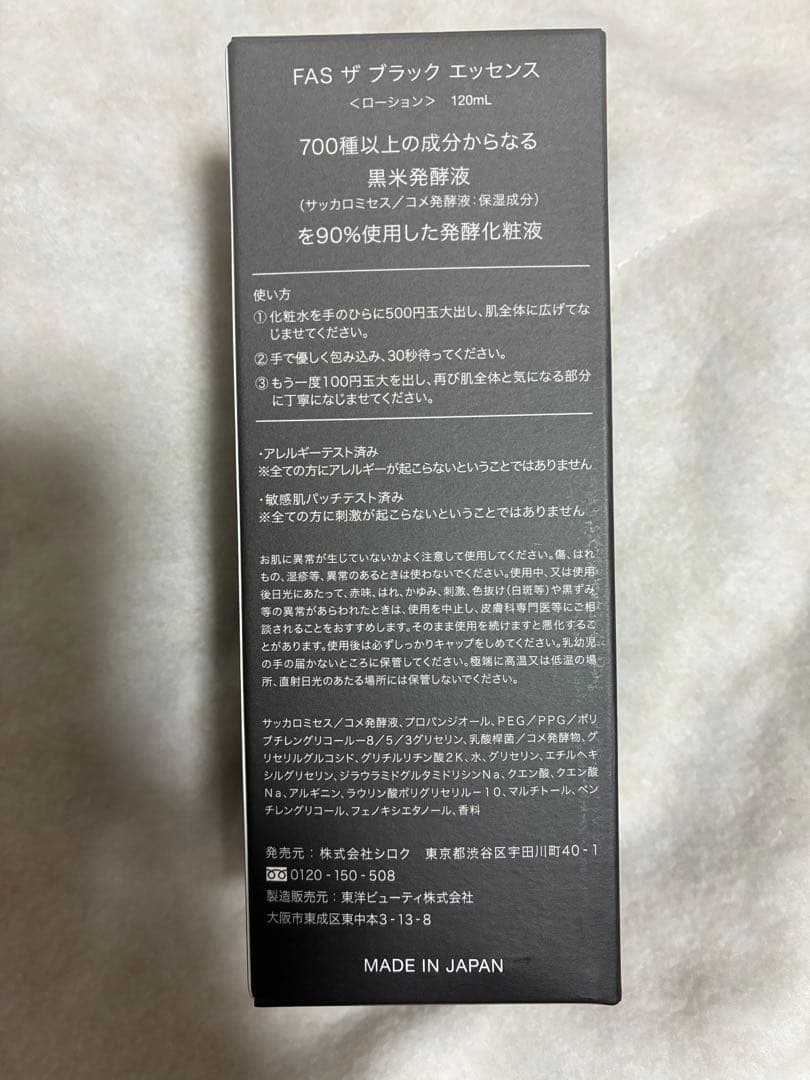 FAS ザ ブラック エッセンス
＜ローション＞　120mL
700種以上の成分からなる
黒米発酵液
(サッカロミセス／コメ発酵液:保湿成分)
を90%使用した発酵化粧液
使い方
①化粧水を手のひらに500円玉大出し、肌全体に広げてな
じませてください。
②手で優しく包み込み、30秒待ってください。
③もう一度100円玉大を出し、再び肌全体と気になる部分
に丁寧になじませてください。
・アレルギーテスト済み
※全ての方にアレルギーが起こらないということではありません
・敏感肌パッチテスト済み
※全ての方に刺激が起こらないということではありません
お肌に異常が生じていないかよく注意して使用してください。傷、はれ
もの、湿疹等、異常のあるときは使わないでください。使用中、又は使用
後日光にあたって、赤味、はれ、かゆみ、刺激、色抜け(白斑等)や黒ずみ
等の異常があらわれたときは、使用を中止し、皮膚科専門医等にご相
談されることをおすすめします。そのまま使用を続けますと悪化するこ
とがあります。使用後は必ずしっかりキャップをしめてください。乳幼児
の手の届かないところに保管してください。極端に高温又は低温の場
所、直射日光のあたる場所には保管しないでください。
サッカロミセス／コメ発酵液、プロパンジオール、PEG／PPG／ポリ
ブチレングリコールー8／5／3グリセリン、乳酸桿菌／コメ発酵物、グ
リセリルグルコシド、グリチルリチン酸2K、水、グリセリン、エチルヘキ
シルグリセリン、ジラウラミドグルタミドリシンNa、クエン酸、クエン酸
Na、アルギニン、ラウリン酸ポリグリセリル－10、マルチトール、ペン
チレングリコール、フェノキシエタノール、香料
発売元：株式会社シロク　東京都渋谷区宇田川町40-1
0120-150-508
製造販売元：東洋ビューティ株式会社
大阪市東成区東中本3-13-8
MADE IN JAPAN